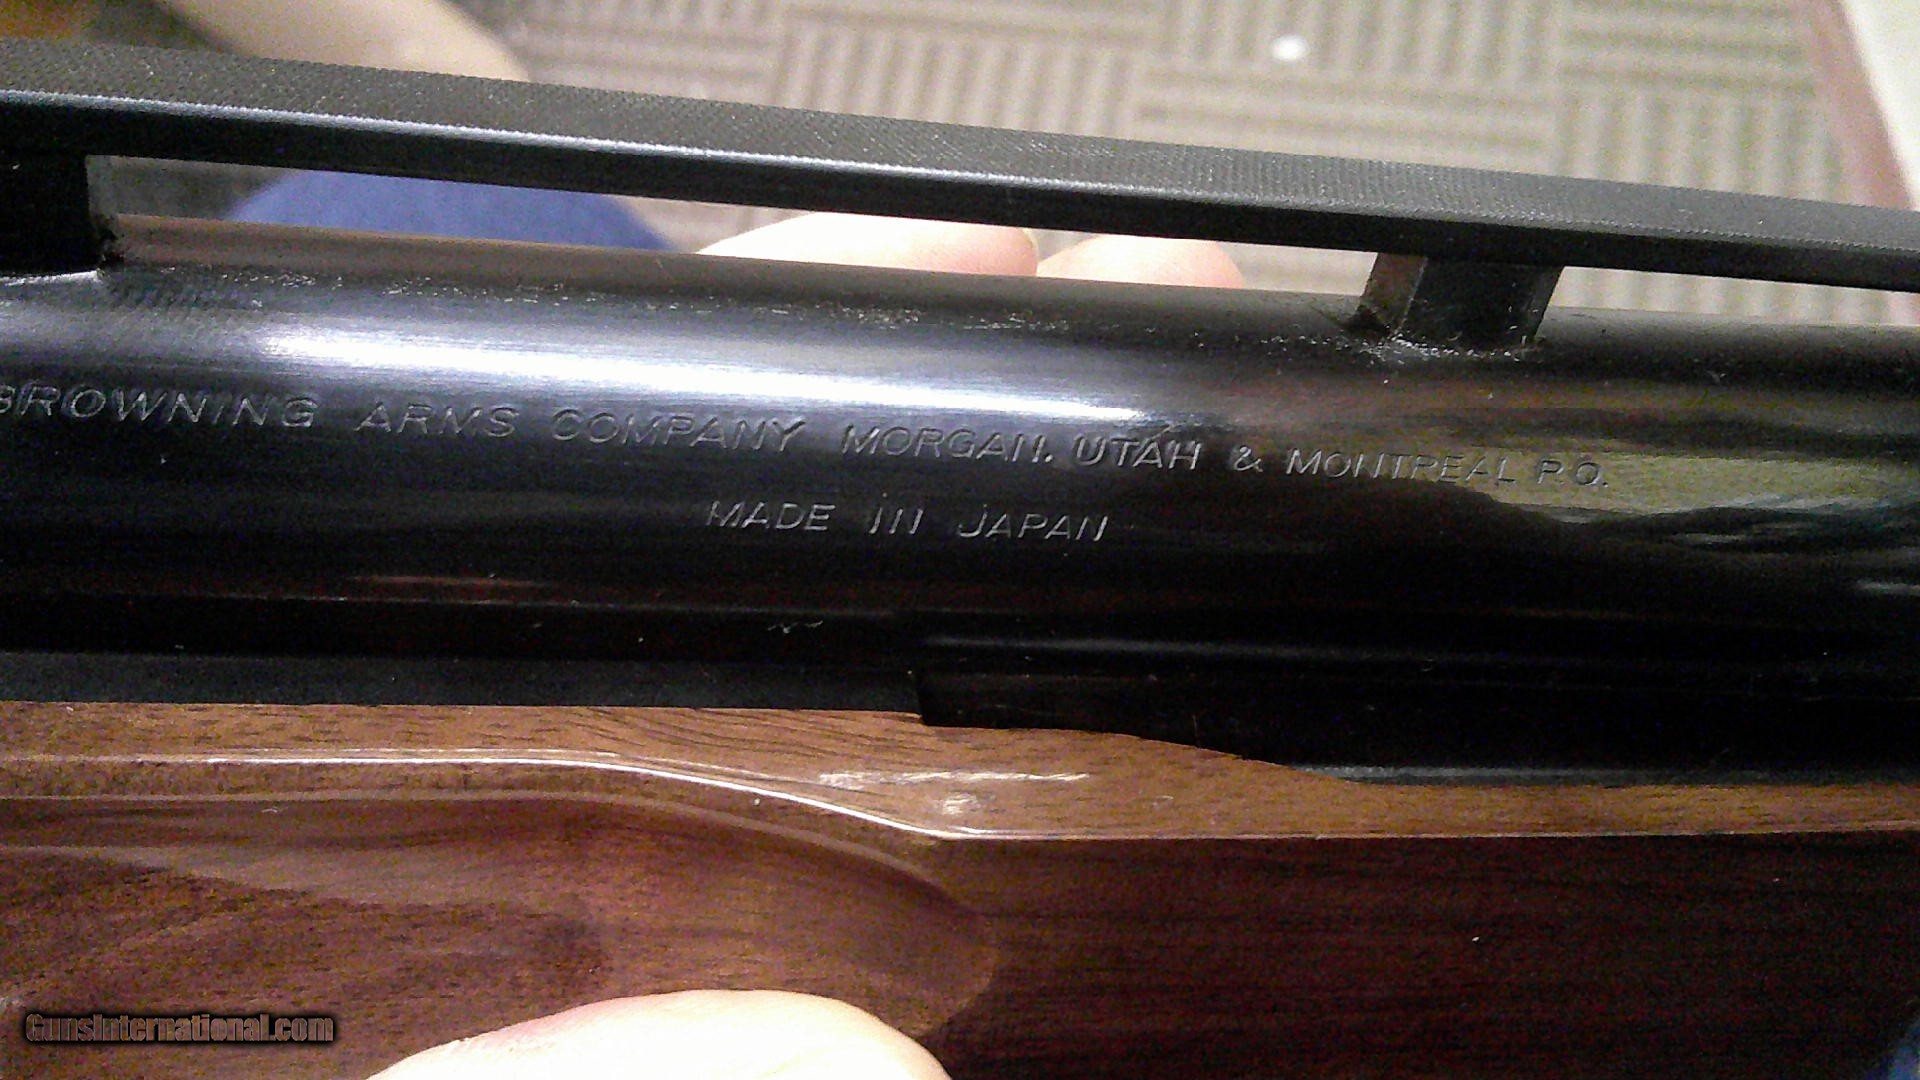 BROWNING ARMS COMPANY MORGAN, UTAH & MONTREAL P.Q.
MADE IN JAPAN
GunsInternational.com